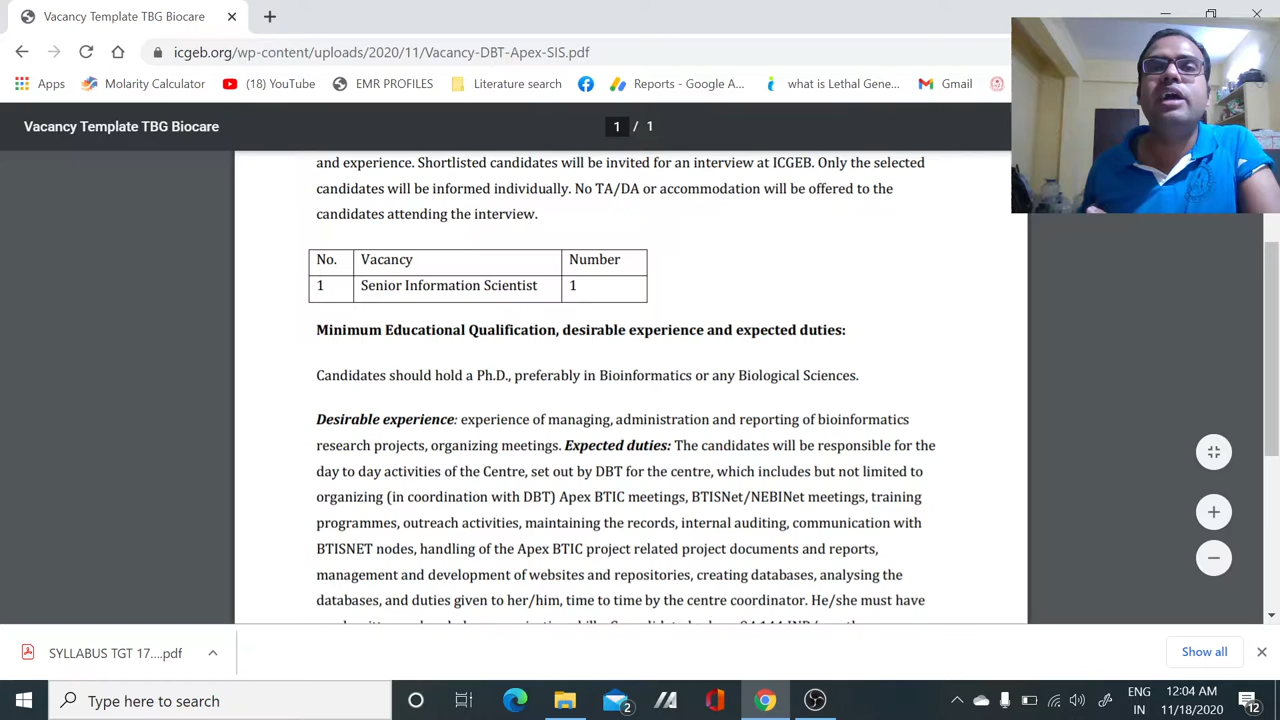 Vacancy Template TBG Biocare
icgeb.org/wp-content/uploads/2020/11/Vacancy-DBT-Apex-SIS.pdf
Apps
Molarity Calculator
(18) YouTube
EMR PROFILES
Literature search
Reports - Google A...
what is Lethal Gene...
Gmail
Vacancy Template TBG Biocare
1 / 1
and experience. Shortlisted candidates will be invited for an interview at ICGEB. Only the selected
candidates will be informed individually. No TA/DA or accommodation will be offered to the
candidates attending the interview.
No. Vacancy Number
1 Senior Information Scientist 1
Minimum Educational Qualification, desirable experience and expected duties:
Candidates should hold a Ph.D., preferably in Bioinformatics or any Biological Sciences.
Desirable experience: experience of managing, administration and reporting of bioinformatics
research projects, organizing meetings. Expected duties: The candidates will be responsible for the
day to day activities of the Centre, set out by DBT for the centre, which includes but not limited to
organizing (in coordination with DBT) Apex BTIC meetings, BTISNet/NEBINet meetings, training
programmes, outreach activities, maintaining the records, internal auditing, communication with
BTISNET nodes, handling of the Apex BTIC project related project documents and reports,
management and development of websites and repositories, creating databases, analysing the
databases, and duties given to her/him, time to time by the centre coordinator. He/she must have
SYLLABUS TGT 17....pdf
Show all
Type here to search
2
ENG
IN
12:04 AM
11/18/2020
12